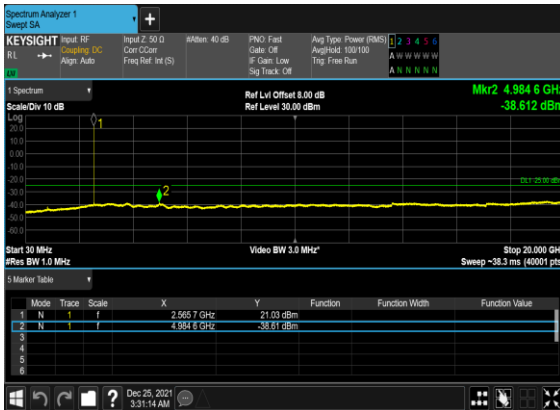 Spectrum Analyzer 1
Swept SA
+
KEYSIGHT Input: RF Input Z: 50 Ω #Atten: 40 dB PNO: Fast Avg Type: Power (RMS) 1 2 3 4 5 6
RL Coupling: DC Corr CCorr Gate: Off Avg|Hold: 100/100 A W W W W W
Align: Auto Freq Ref: Int (S) IF Gain: Low Trig: Free Run
Sig Track: Off A N N N N N
1 Spectrum Ref Lvl Offset 8.00 dB Mkr2 4.984 6 GHz
Scale/Div 10 dB Ref Level 30.00 dBm -38.612 dBm
Log
1
20.0
10.0
0.00
-10.0
-20.0
DL1 -25.00 dBm
-30.0
2
-40.0
-50.0
-60.0
Start 30 MHz Video BW 3.0 MHz* Stop 20.000 GHz
#Res BW 1.0 MHz Sweep ~38.3 ms (40001 pts)
5 Marker Table
Mode Trace Scale X Y Function Function Width Function Value
1 N 1 f 2.565 7 GHz 21.03 dBm
2 N 1 f 4.984 6 GHz -38.61 dBm
3
4
5
6
? Dec 25, 2021
3:31:14 AM